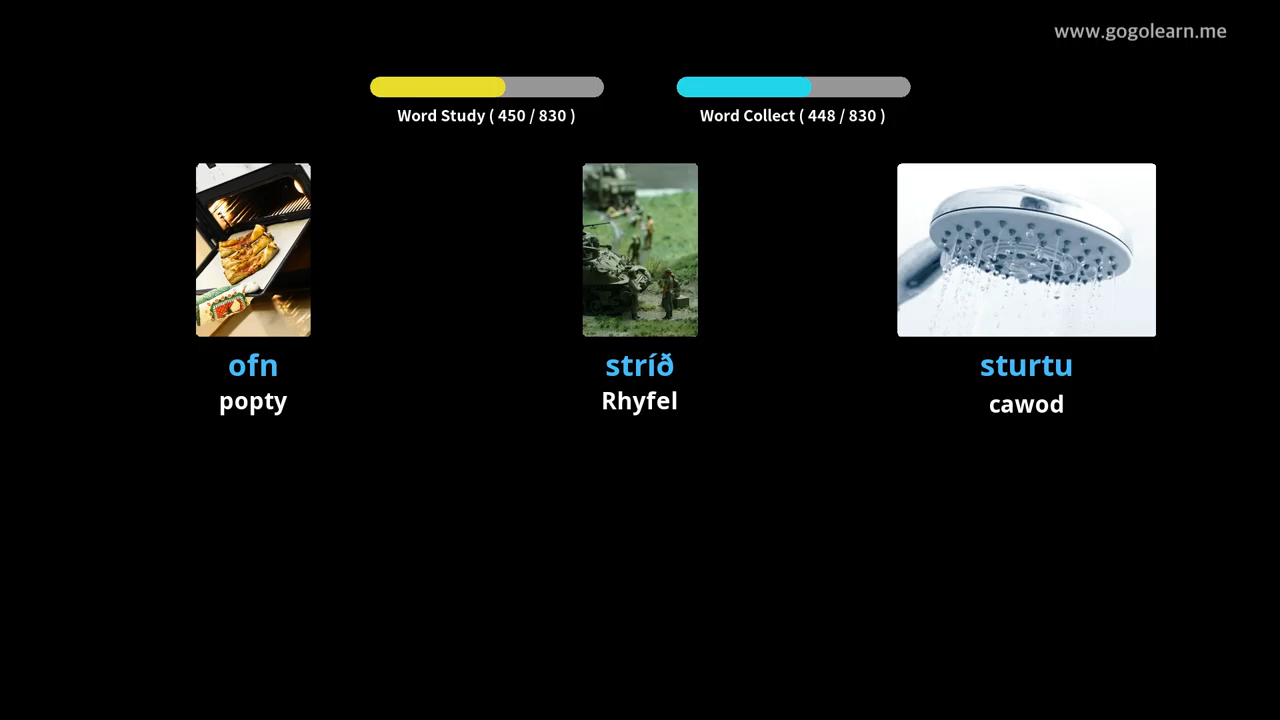 www.gogolearn.me
Word Study ( 450 / 830 )
Word Collect ( 448 / 830 )
ofn
popty
stríð
Rhyfel
sturtu
cawod